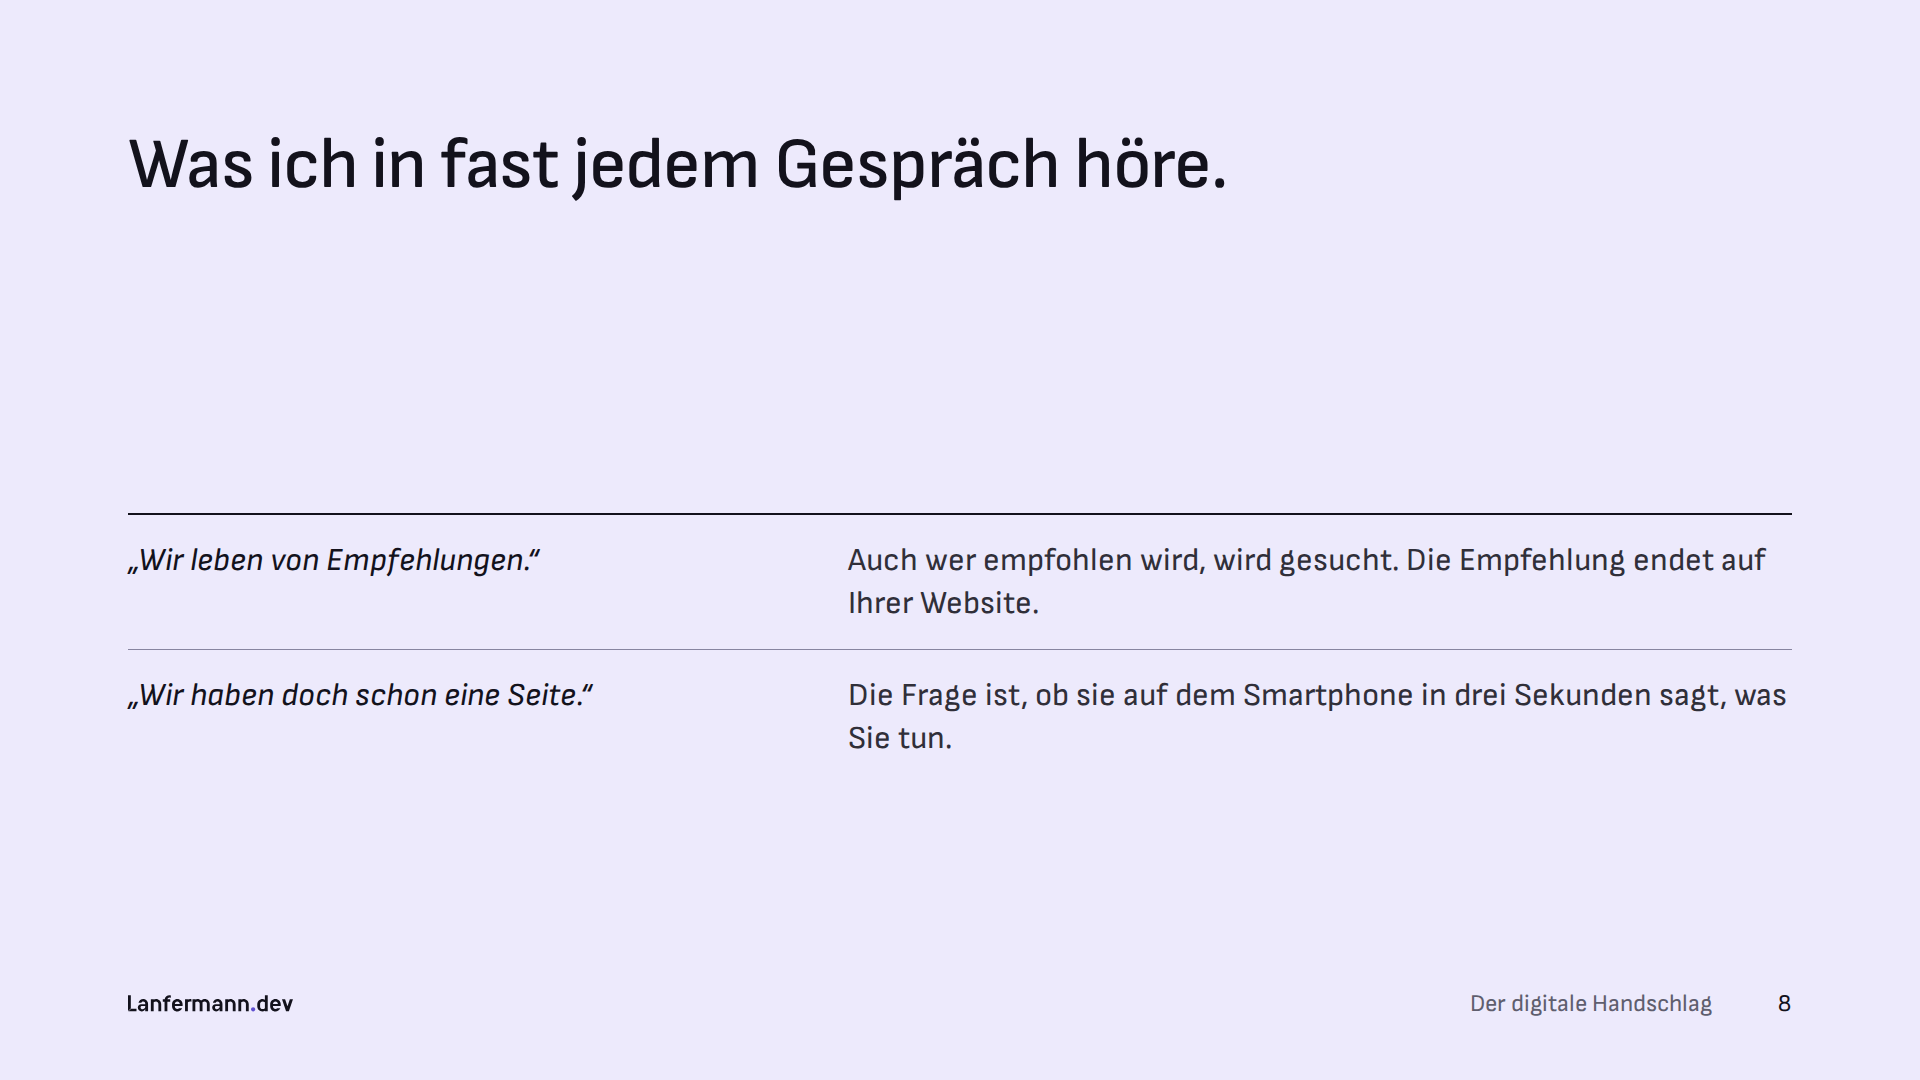 Was ich in fast jedem Gespräch höre.
„Wir leben von Empfehlungen.“
Auch wer empfohlen wird, wird gesucht. Die Empfehlung endet auf
Ihrer Website.
„Wir haben doch schon eine Seite.“
Die Frage ist, ob sie auf dem Smartphone in drei Sekunden sagt, was
Sie tun.
Lanfermann.dev
Der digitale Handschlag
8